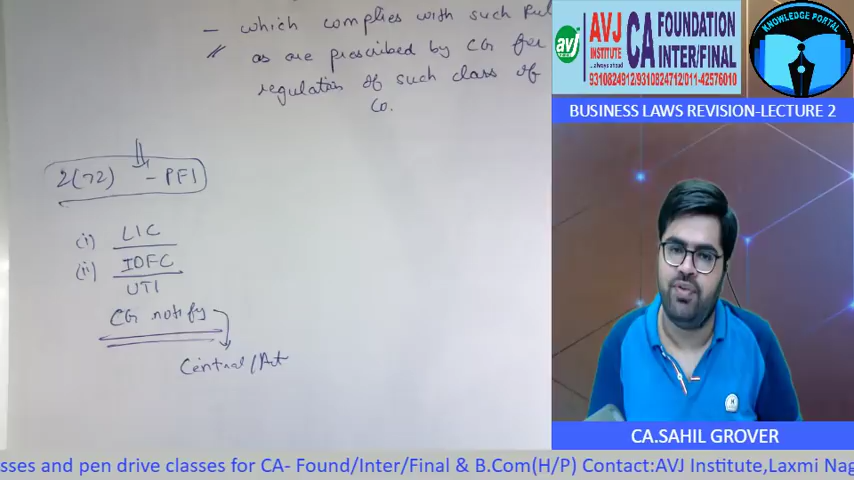 – which complies with such Rul
as are prescribed by CG for
regulation of such class of
Co.
2(72) – PFI
(i) LIC
(ii) IDFC
UTI
CG notify
Central / Act
avj
AVJ
INSTITUTE
...always ahead
CA FOUNDATION
INTER/FINAL
9310824912/9310824712/011-42576010
KNOWLEDGE PORTAL
BUSINESS LAWS REVISION-LECTURE 2
CA.SAHIL GROVER
sses and pen drive classes for CA- Found/Inter/Final & B.Com(H/P) Contact:AVJ Institute,Laxmi Nag